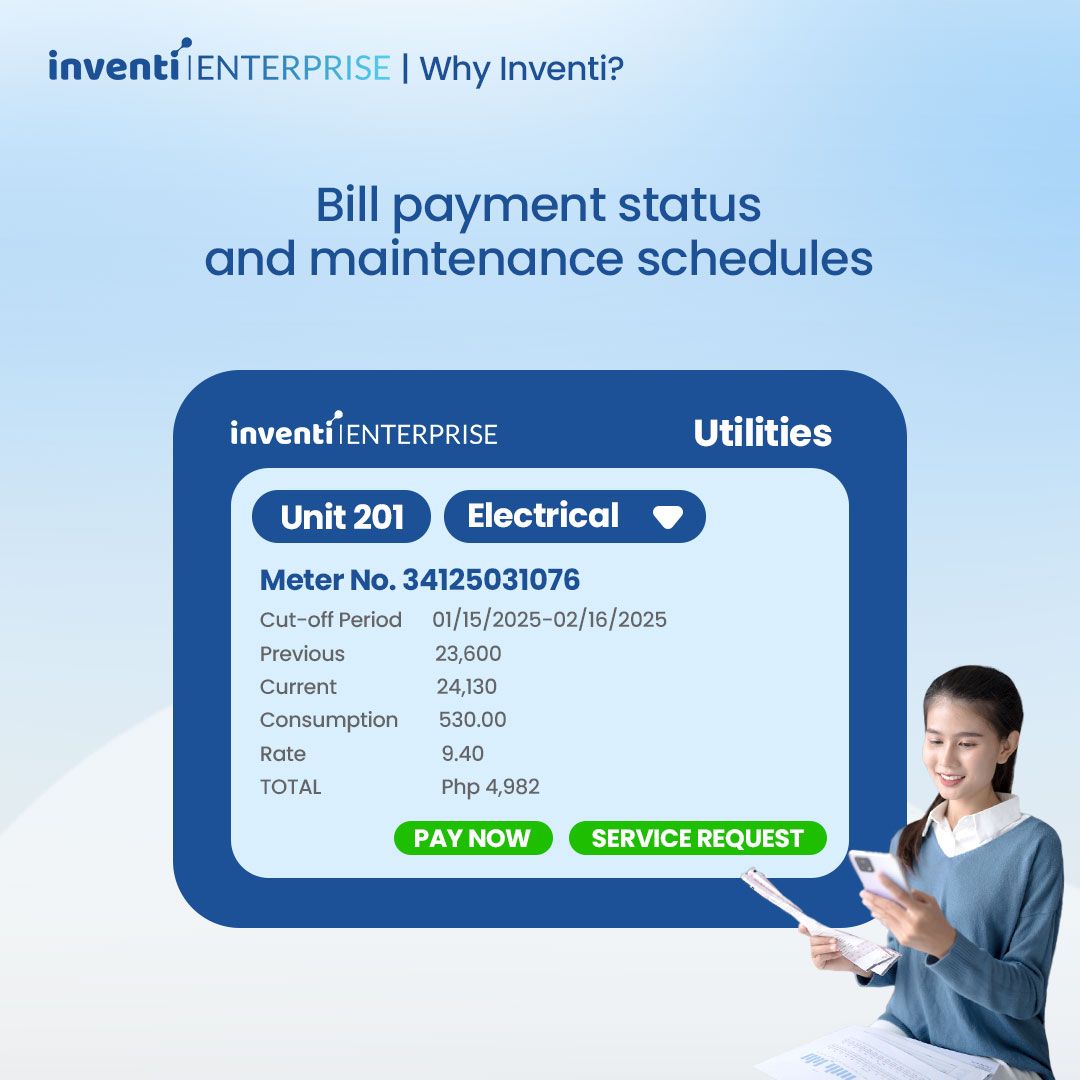 inventi ENTERPRISE | Why Inventi?
Bill payment status
and maintenance schedules
inventi ENTERPRISE Utilities
Unit 201 Electrical
Meter No. 34125031076
Cut-off Period 01/15/2025-02/16/2025
Previous 23,600
Current 24,130
Consumption 530.00
Rate 9.40
TOTAL Php 4,982
PAY NOW SERVICE REQUEST